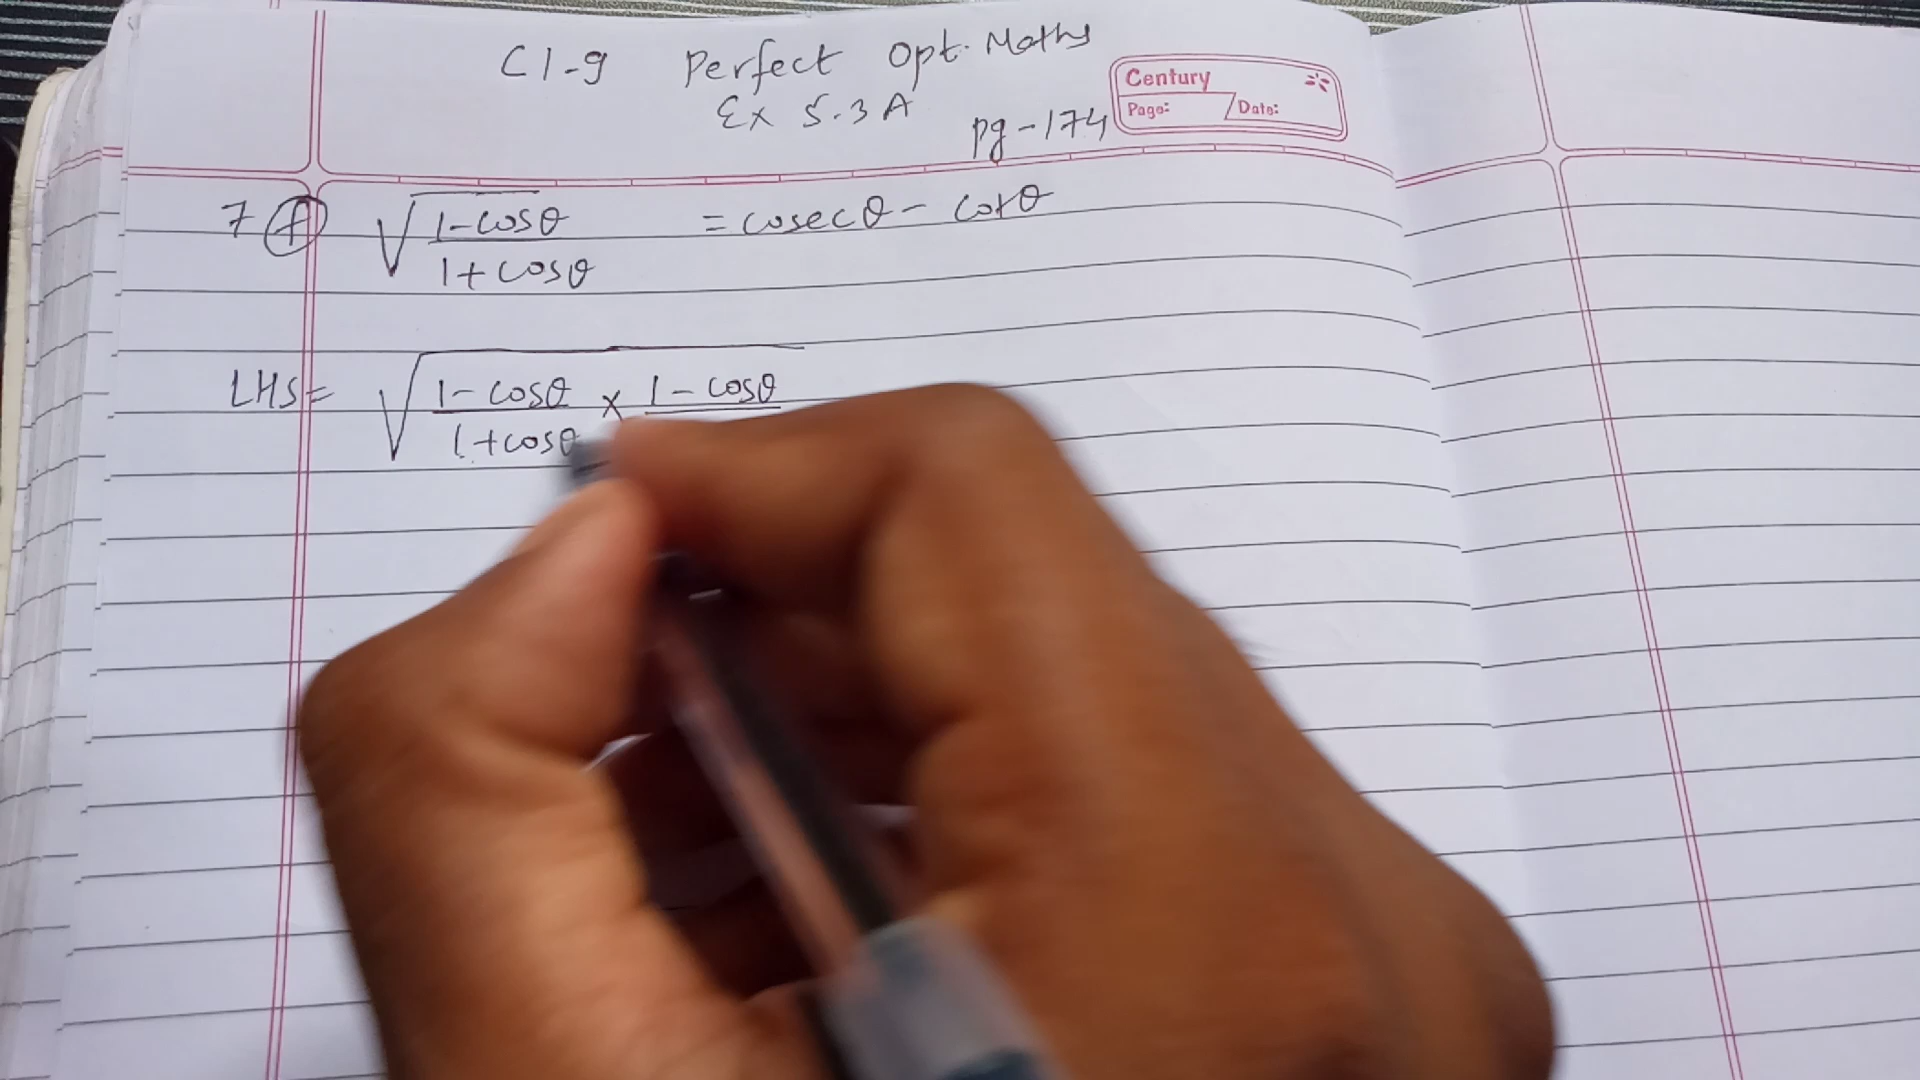 Cl-9 Perfect Opt. Maths
Ex 5.3 A
pg-174
Century
Page: Date:
7 (f) √(1-cosθ / 1+cosθ) = cosecθ - cotθ
LHS = √(1-cosθ / 1+cosθ × 1-cosθ